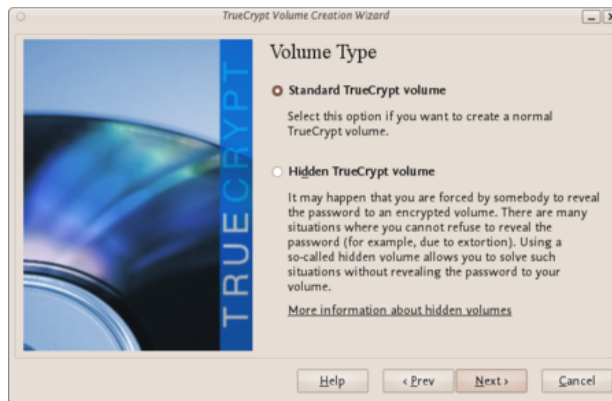 TrueCrypt Volume Creation Wizard
TRUECRYPT
Volume Type
Standard TrueCrypt volume
Select this option if you want to create a normal
TrueCrypt volume.
Hidden TrueCrypt volume
It may happen that you are forced by somebody to reveal
the password to an encrypted volume. There are many
situations where you cannot refuse to reveal the
password (for example, due to extortion). Using a
so-called hidden volume allows you to solve such
situations without revealing the password to your
volume.
More information about hidden volumes
Help
< Prev
Next >
Cancel